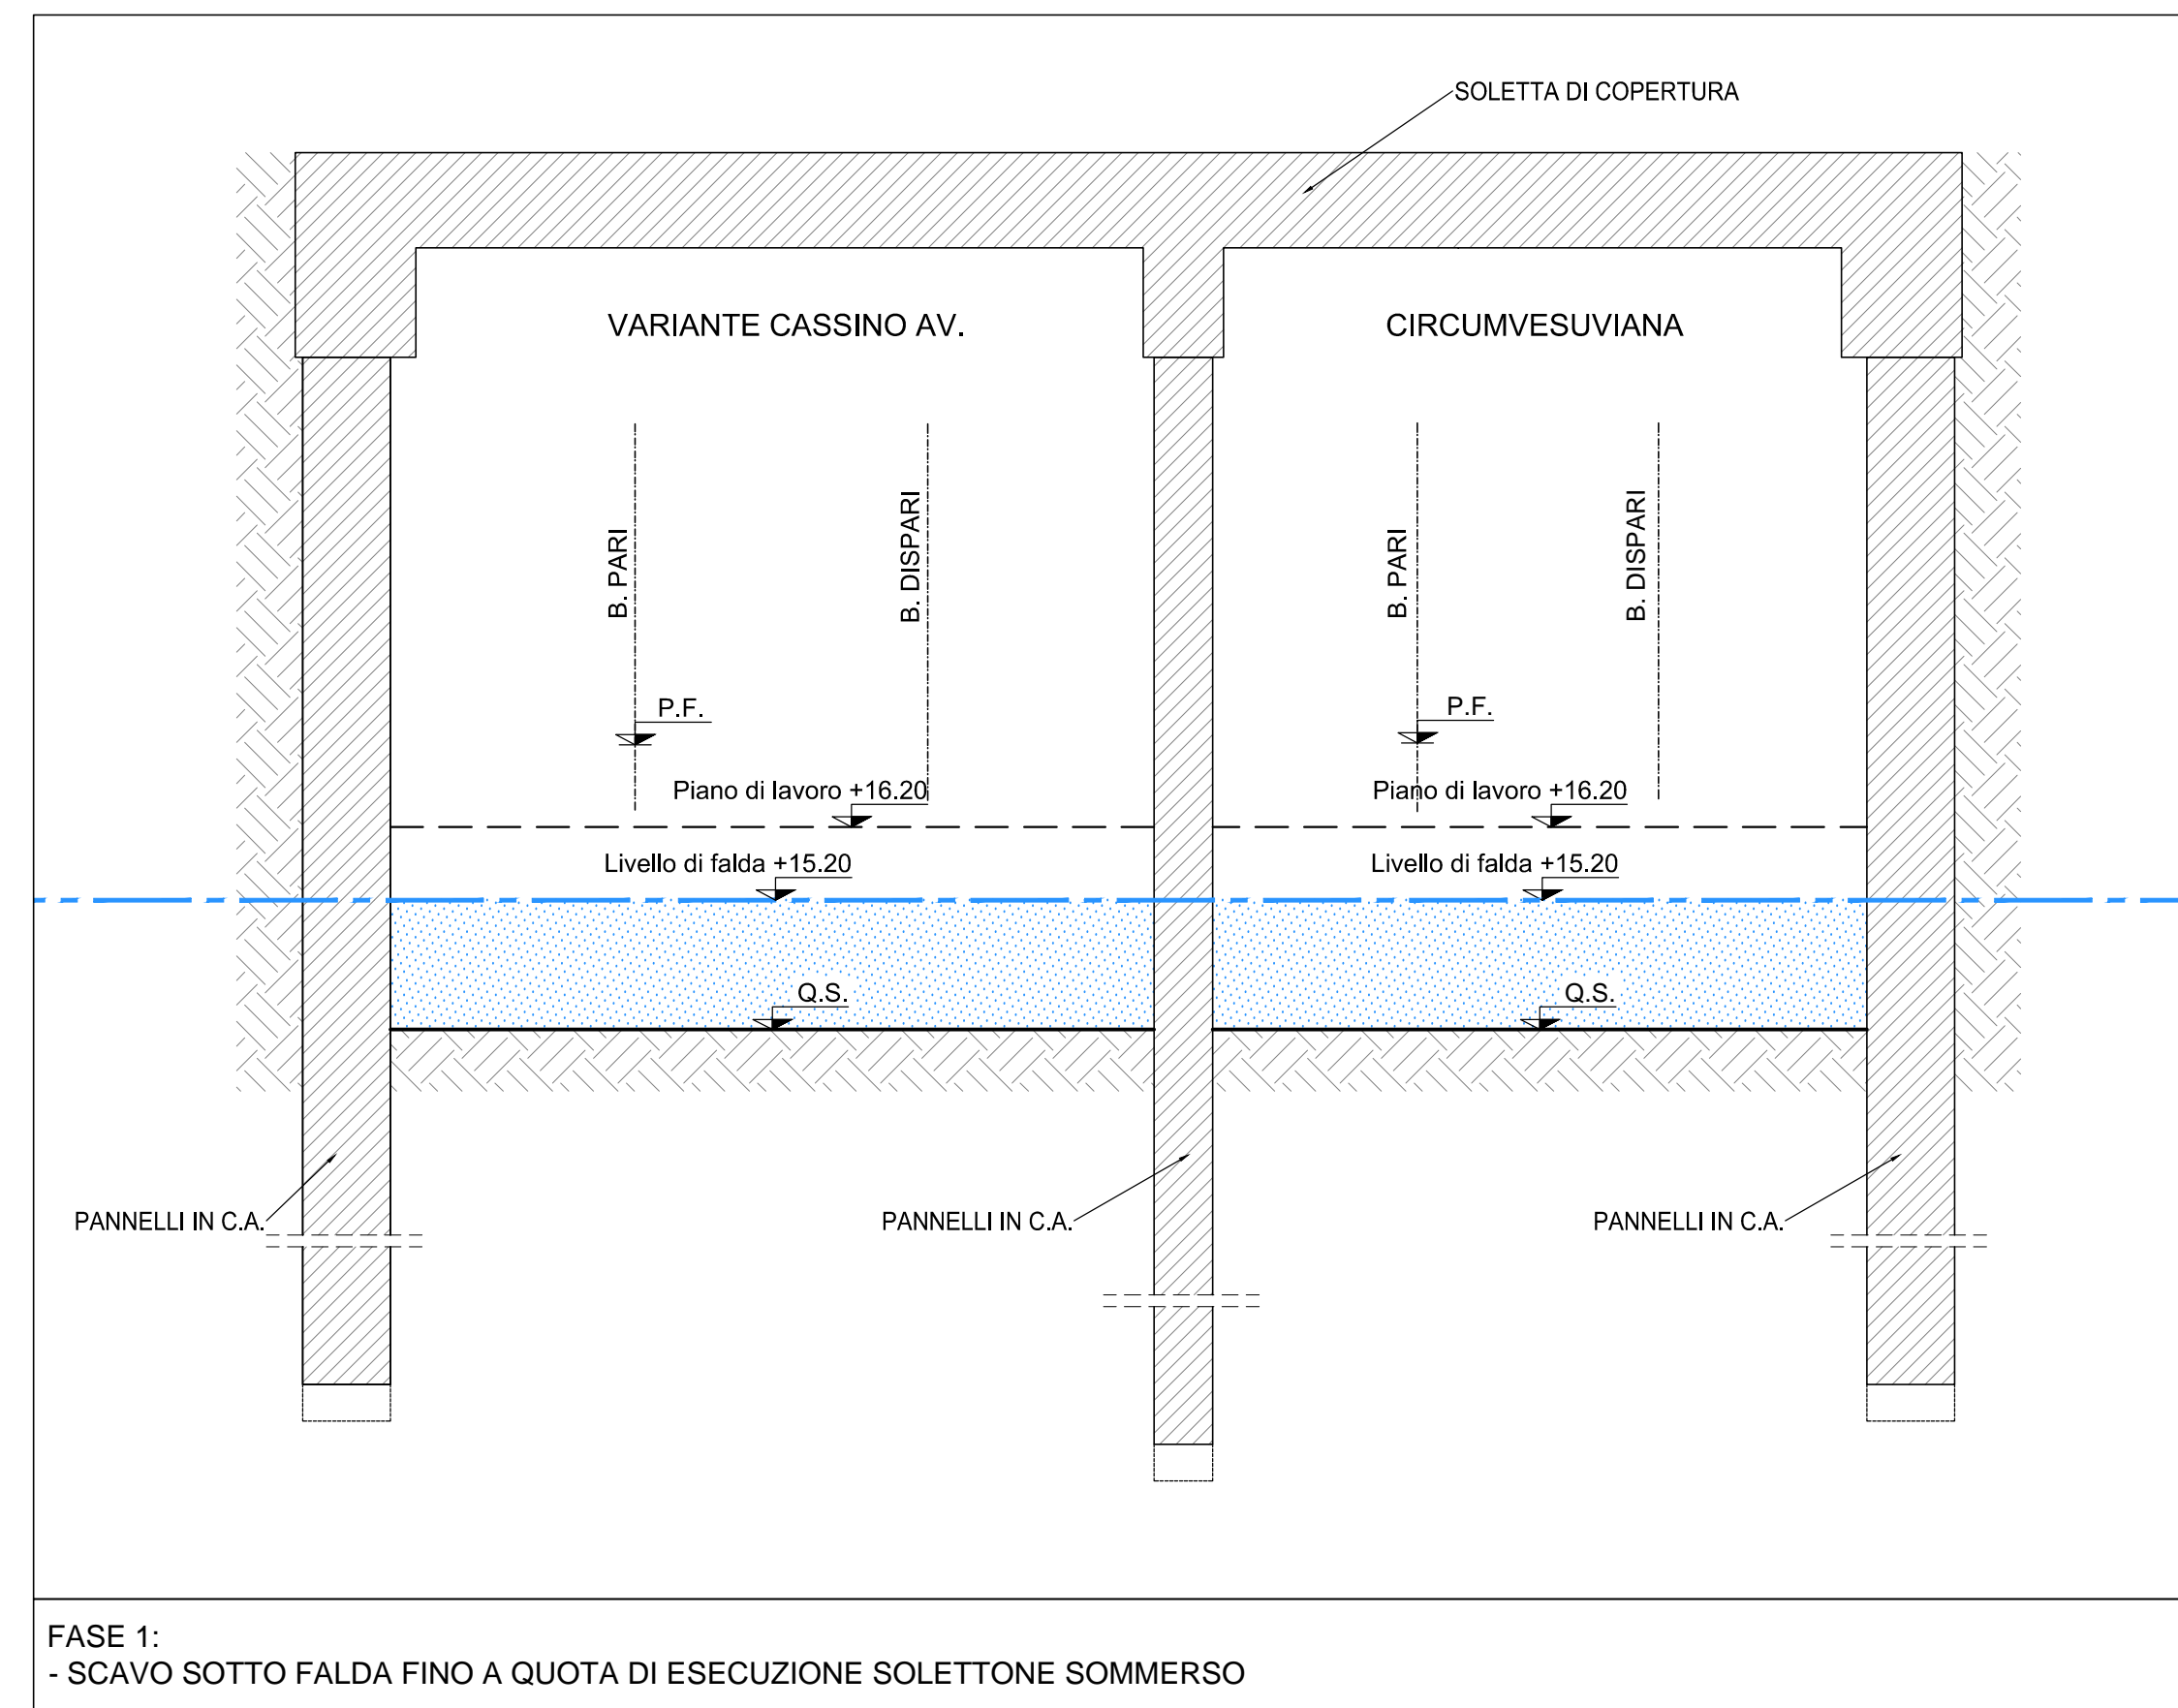 SOLETTA DI COPERTURA
VARIANTE CASSINO AV.
CIRCUMVESUVIANA
B. PARI
B. DISPARI
B. PARI
B. DISPARI
P.F.
P.F.
Piano di lavoro +16.20
Piano di lavoro +16.20
Livello di falda +15.20
Livello di falda +15.20
Q.S.
Q.S.
PANNELLI IN C.A.
PANNELLI IN C.A.
PANNELLI IN C.A.
FASE 1:
- SCAVO SOTTO FALDA FINO A QUOTA DI ESECUZIONE SOLETTONE SOMMERSO